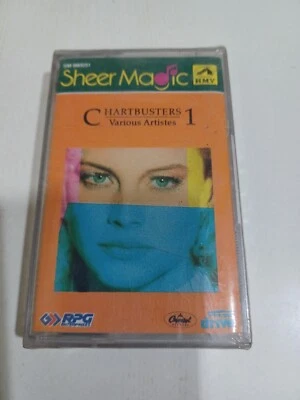 Sheer Magic
HMV
CHARTBUSTERS 1
Various Artistes
RPG
Capitol